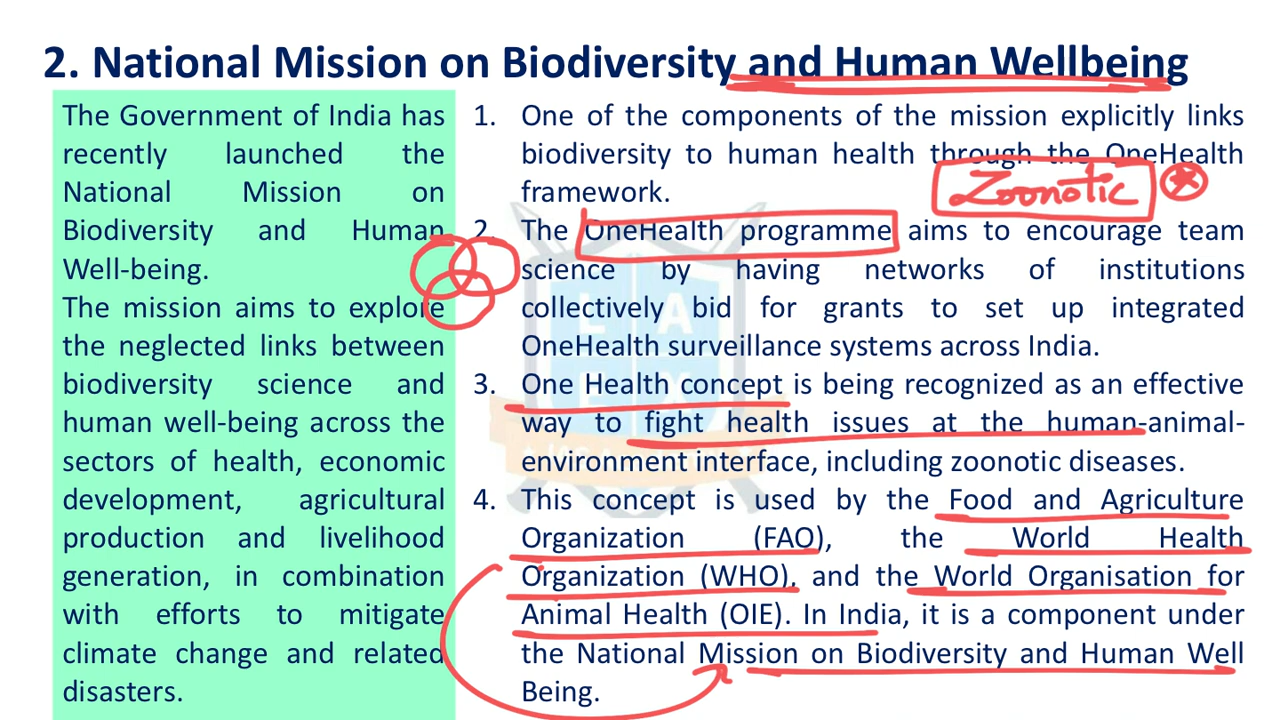 2. National Mission on Biodiversity and Human Wellbeing
The Government of India has
recently launched the
National Mission on
Biodiversity and Human
Well-being.
The mission aims to explore
the neglected links between
biodiversity science and
human well-being across the
sectors of health, economic
development, agricultural
production and livelihood
generation, in combination
with efforts to mitigate
climate change and related
disasters.
1. One of the components of the mission explicitly links
biodiversity to human health through the OneHealth
framework.
Zoonotic
2. The OneHealth programme aims to encourage team
science by having networks of institutions
collectively bid for grants to set up integrated
OneHealth surveillance systems across India.
3. One Health concept is being recognized as an effective
way to fight health issues at the human-animal-
environment interface, including zoonotic diseases.
4. This concept is used by the Food and Agriculture
Organization (FAO), the World Health
Organization (WHO), and the World Organisation for
Animal Health (OIE). In India, it is a component under
the National Mission on Biodiversity and Human Well
Being.